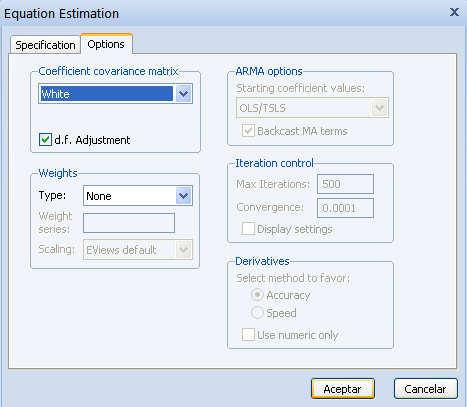 Equation Estimation
Specification
Options
Coefficient covariance matrix
White
d.f. Adjustment
Weights
Type:
None
Weight
series:
Scaling:
EViews default
ARMA options
Starting coefficient values:
OLS/TSLS
Backcast MA terms
Iteration control
Max Iterations:
500
Convergence:
0.0001
Display settings
Derivatives
Select method to favor:
Accuracy
Speed
Use numeric only
Aceptar
Cancelar